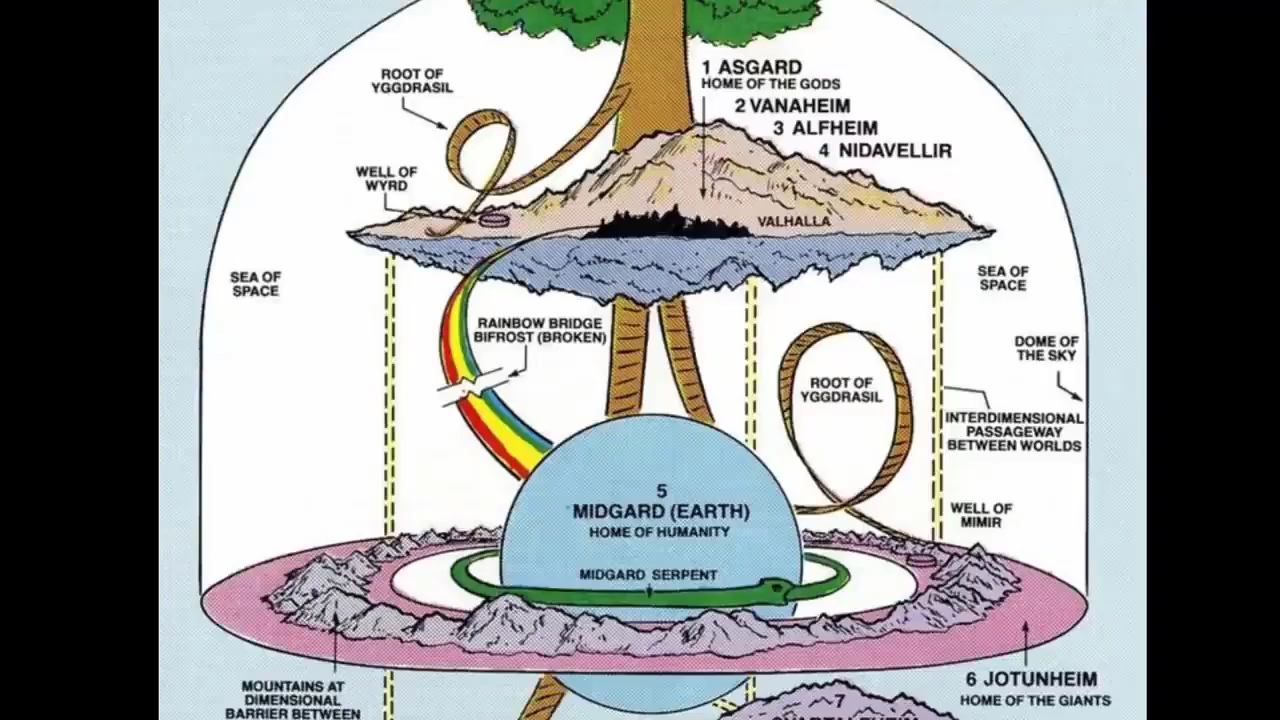 ROOT OF
YGGDRASIL
1 ASGARD
HOME OF THE GODS
2 VANAHEIM
3 ALFHEIM
4 NIDAVELLIR
WELL OF
WYRD
VALHALLA
SEA OF
SPACE
SEA OF
SPACE
RAINBOW BRIDGE
BIFROST (BROKEN)
DOME OF
THE SKY
ROOT OF
YGGDRASIL
INTERDIMENSIONAL
PASSAGEWAY
BETWEEN WORLDS
5
MIDGARD (EARTH)
HOME OF HUMANITY
WELL OF
MIMIR
MIDGARD SERPENT
6 JOTUNHEIM
HOME OF THE GIANTS
MOUNTAINS AT
DIMENSIONAL
BARRIER BETWEEN
7